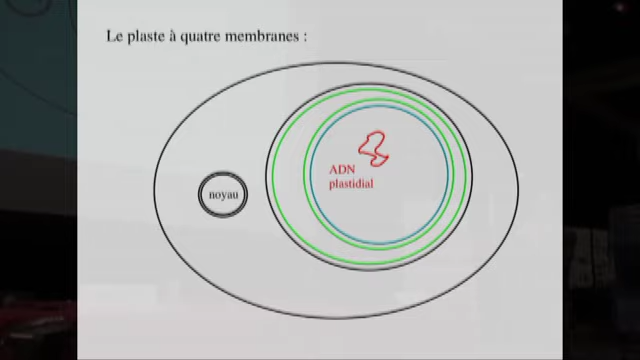 Le plaste à quatre membranes :
noyau
ADN
plastidial